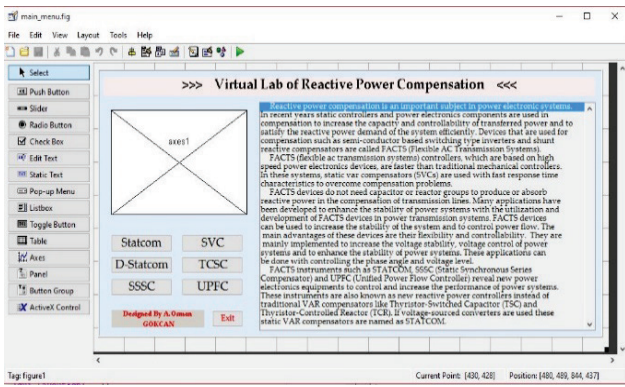 main_menu.fig
File Edit View Layout Tools Help
Select
Push Button
Slider
Radio Button
Check Box
Edit Text
Static Text
Pop-up Menu
Listbox
Toggle Button
Table
Axes
Panel
Button Group
ActiveX Control
>>> Virtual Lab of Reactive Power Compensation <<<
axes1
Statcom SVC
D-Statcom TCSC
SSSC UPFC
Designed By A. Osman
GÖKCAN
Exit
Reactive power compensation is an important subject in power electronic systems.
In recent years static controllers and power electronics components are used in
compensation to increase the capacity and controllability of transferred power and to
satisfy the reactive power demand of the system efficiently. Devices that are used for
compensation such as semi-conductor based switching type inverters and shunt
reactive compensators are called FACTS (Flexible AC Transmission Systems).
FACTS (flexible ac transmission systems) controllers, which are based on high
speed power electronics devices, are faster than traditional mechanical controllers.
In these systems, static var compensators (SVCs) are used with fast response time
characteristics to overcome compensation problems.
FACTS devices do not need capacitor or reactor groups to produce or absorb
reactive power in the compensation of transmission lines. Many applications have
been developed to enhance the stability of power systems with the utilization and
development of FACTS devices in power transmission systems. FACTS devices
can be used to increase the stability of the system and to control power flow. The
main advantages of these devices are their flexibility and controllability. They are
mainly implemented to increase the voltage stability, voltage control of power
systems and to enhance the stability of power systems. These applications can
be done with controlling the phase angle and voltage level.
FACTS instruments such as STATCOM, SSSC (Static Synchronous Series
Compensator) and UPFC (Unified Power Flow Controller) reveal new power
electronics equipments to control and increase the performance of power systems.
These instruments are also known as new reactive power controllers instead of
traditional VAR compensators like Thyristor-Switched Capacitor (TSC) and
Thyristor-Controlled Reactor (TCR). If voltage-sourced converters are used these
static VAR compensators are named as STATCOM.
Tag: figure1
Current Point: [430, 428] Position: [480, 489, 844, 437]